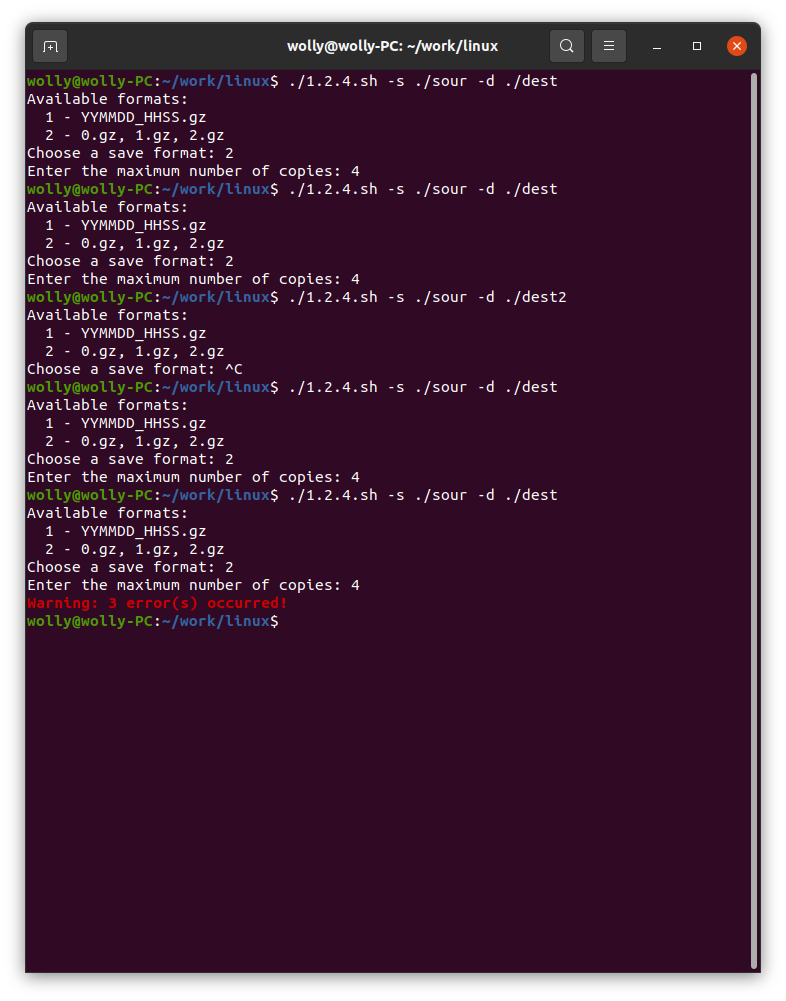 wolly@wolly-PC: ~/work/linux
wolly@wolly-PC:~/work/linux$ ./1.2.4.sh -s ./sour -d ./dest
Available formats:
  1 - YYMMDD_HHSS.gz
  2 - 0.gz, 1.gz, 2.gz
Choose a save format: 2
Enter the maximum number of copies: 4
wolly@wolly-PC:~/work/linux$ ./1.2.4.sh -s ./sour -d ./dest
Available formats:
  1 - YYMMDD_HHSS.gz
  2 - 0.gz, 1.gz, 2.gz
Choose a save format: 2
Enter the maximum number of copies: 4
wolly@wolly-PC:~/work/linux$ ./1.2.4.sh -s ./sour -d ./dest2
Available formats:
  1 - YYMMDD_HHSS.gz
  2 - 0.gz, 1.gz, 2.gz
Choose a save format: ^C
wolly@wolly-PC:~/work/linux$ ./1.2.4.sh -s ./sour -d ./dest
Available formats:
  1 - YYMMDD_HHSS.gz
  2 - 0.gz, 1.gz, 2.gz
Choose a save format: 2
Enter the maximum number of copies: 4
wolly@wolly-PC:~/work/linux$ ./1.2.4.sh -s ./sour -d ./dest
Available formats:
  1 - YYMMDD_HHSS.gz
  2 - 0.gz, 1.gz, 2.gz
Choose a save format: 2
Enter the maximum number of copies: 4
Warning: 3 error(s) occurred!
wolly@wolly-PC:~/work/linux$